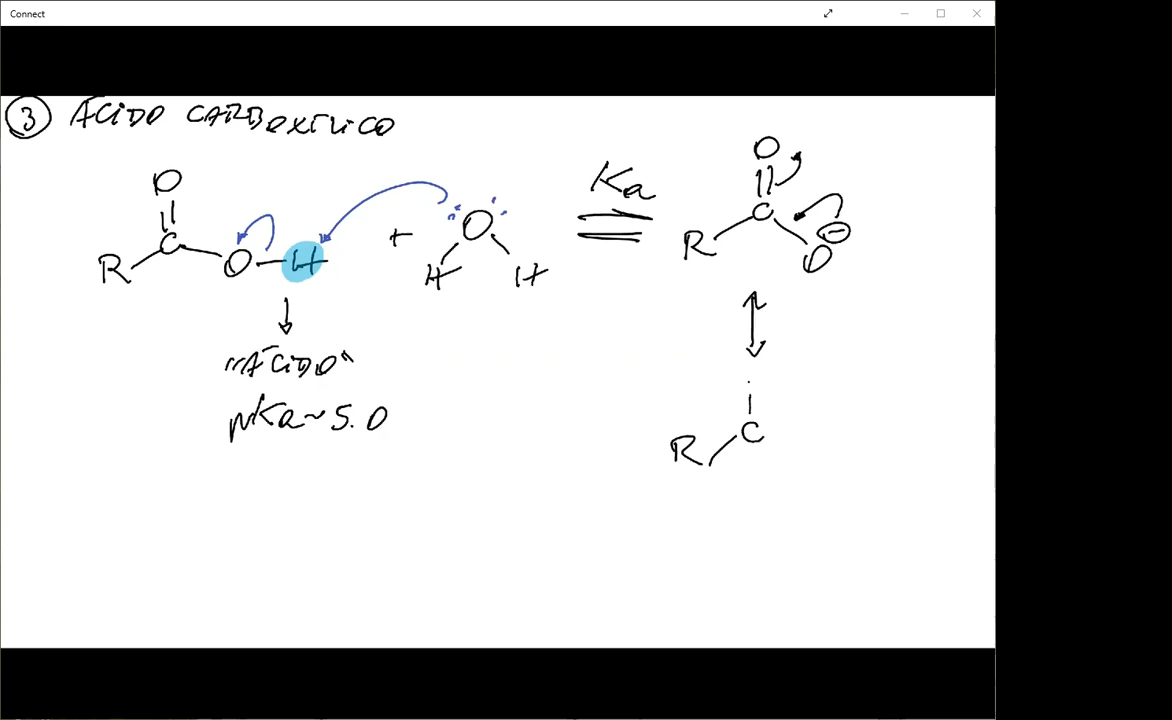 Connect
3 ÁCIDO CARBOXÍLICO
O
C
R
O
H
+
O
H
H
Ka
O
C
R
O
-
"ÁCIDO"
pKa~5.0
R
C